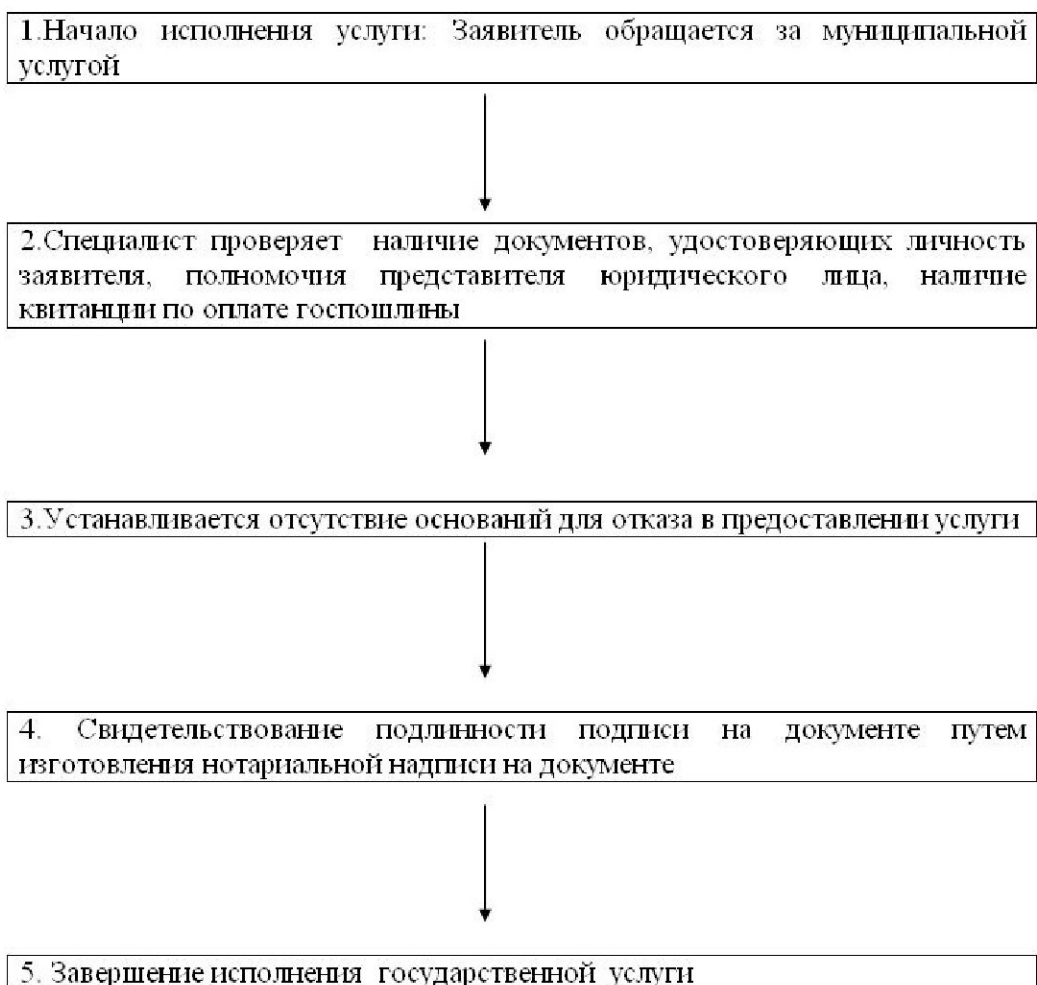 1.Начало исполнения услуги: Заявитель обращается за муниципальной
услугой
2.Специалист проверяет наличие документов, удостоверяющих личность
заявителя, полномочия представителя юридического лица, наличие
квитанции по оплате госпошлины
3.Устанавливается отсутствие оснований для отказа в предоставлении услуги
4. Свидетельствование подлинности подписи на документе путем
изготовления нотариальной надписи на документе
5. Завершение исполнения государственной услуги